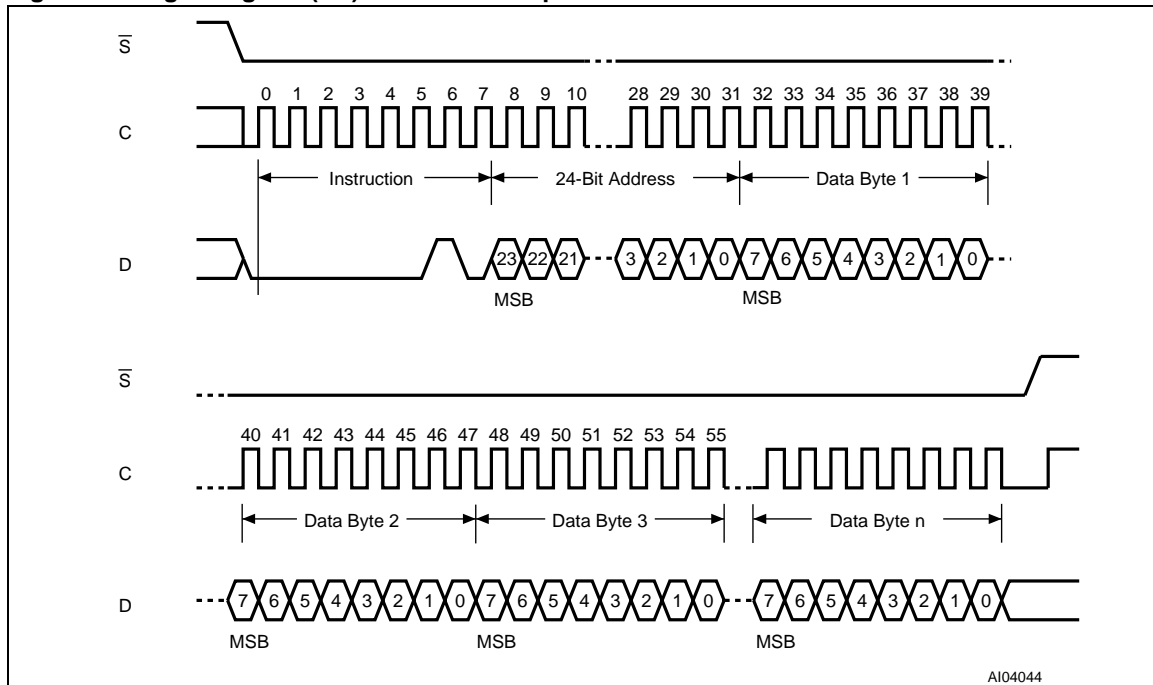 S
0 1 2 3 4 5 6 7 8 9 10 28 29 30 31 32 33 34 35 36 37 38 39
C
Instruction 24-Bit Address Data Byte 1
D 23 22 21 3 2 1 0 7 6 5 4 3 2 1 0
MSB MSB
S
40 41 42 43 44 45 46 47 48 49 50 51 52 53 54 55
C
Data Byte 2 Data Byte 3 Data Byte n
D 7 6 5 4 3 2 1 0 7 6 5 4 3 2 1 0 7 6 5 4 3 2 1 0
MSB MSB MSB
AI04044